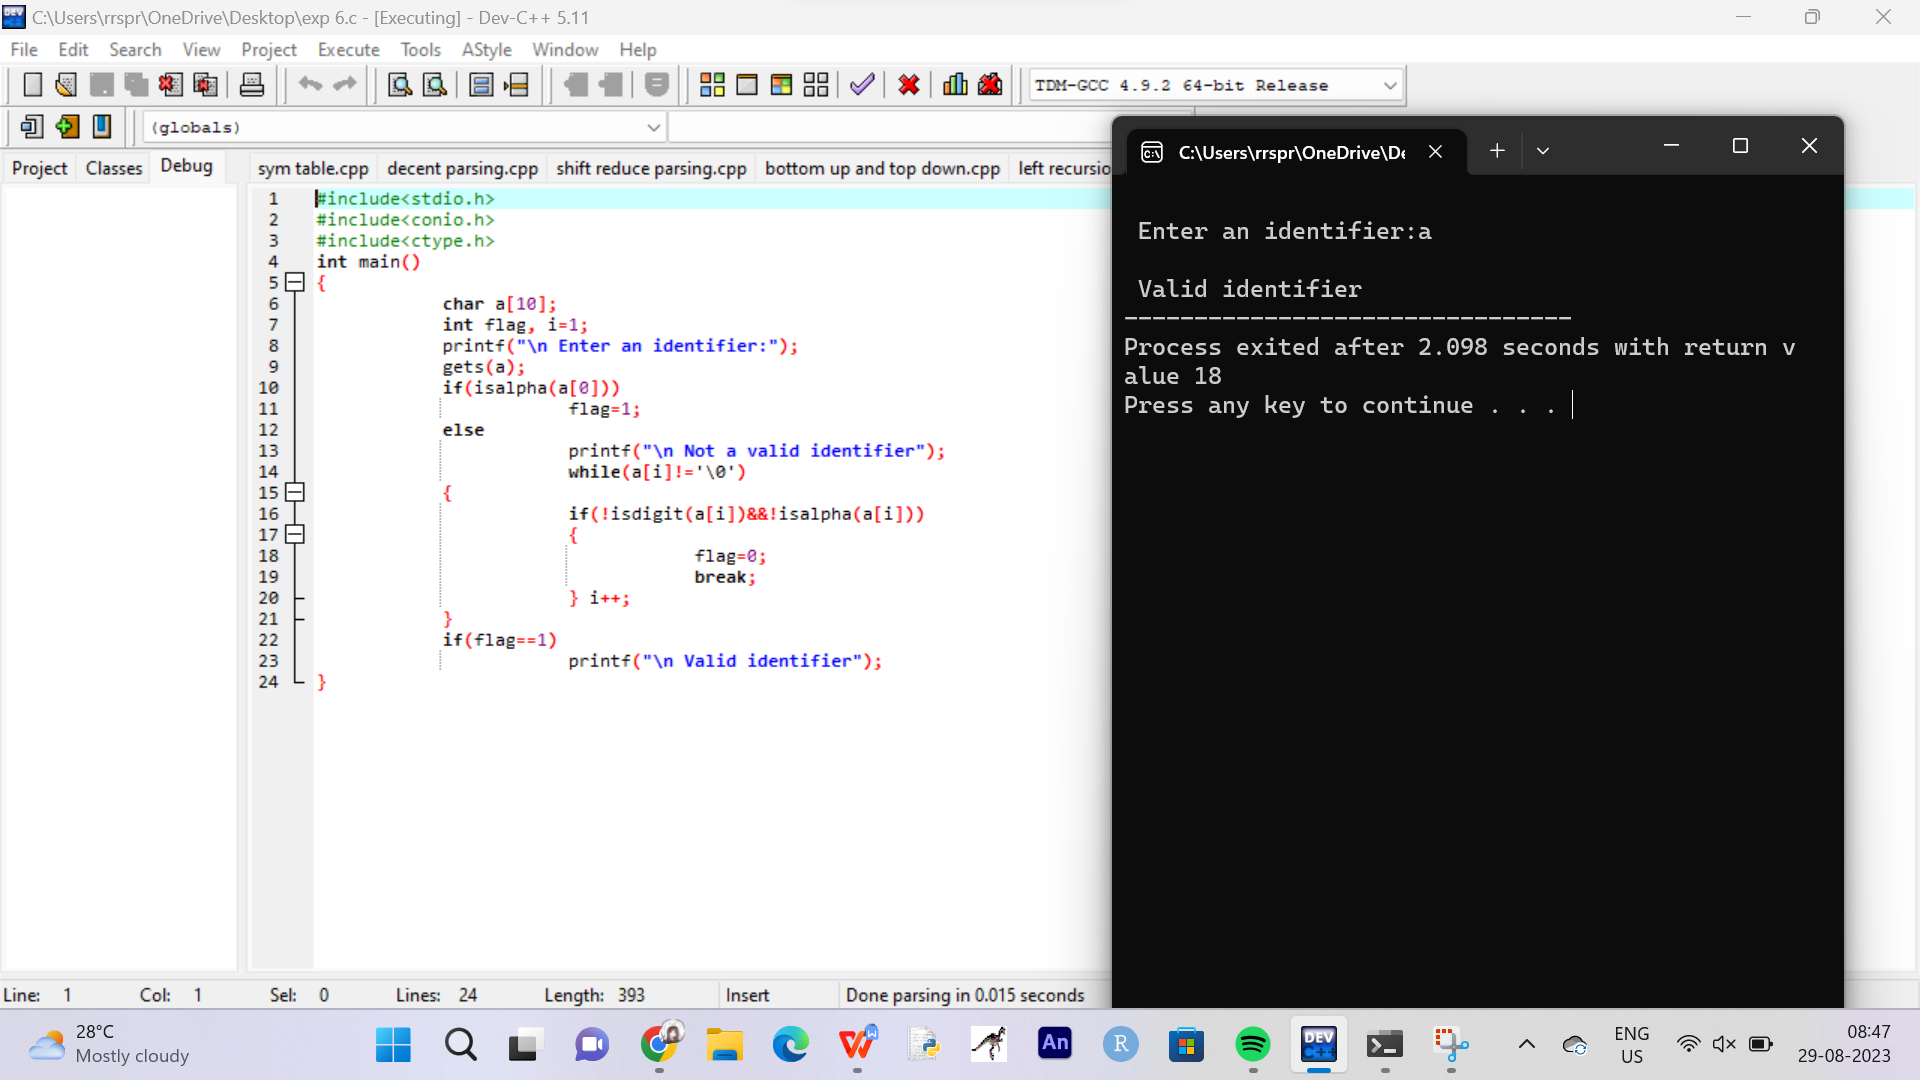 C:\Users\rrspr\OneDrive\Desktop\exp 6.c - [Executing] - Dev-C++ 5.11
File Edit Search View Project Execute Tools AStyle Window Help
TDM-GCC 4.9.2 64-bit Release
(globals)
Project Classes Debug
sym table.cpp decent parsing.cpp shift reduce parsing.cpp bottom up and top down.cpp left recursio
1 #include<stdio.h>
2 #include<conio.h>
3 #include<ctype.h>
4 int main()
5 {
6 char a[10];
7 int flag, i=1;
8 printf("\n Enter an identifier:");
9 gets(a);
10 if(isalpha(a[0]))
11 flag=1;
12 else
13 printf("\n Not a valid identifier");
14 while(a[i]!='\0')
15 {
16 if(!isdigit(a[i])&&!isalpha(a[i]))
17 {
18 flag=0;
19 break;
20 } i++;
21 }
22 if(flag==1)
23 printf("\n Valid identifier");
24 }
C:\Users\rrspr\OneDrive\De
Enter an identifier:a
Valid identifier
--------------------------------
Process exited after 2.098 seconds with return v
alue 18
Press any key to continue . . .
Line: 1 Col: 1 Sel: 0 Lines: 24 Length: 393 Insert Done parsing in 0.015 seconds
28°C
Mostly cloudy
An
R
DEV
C++
ENG
US
08:47
29-08-2023